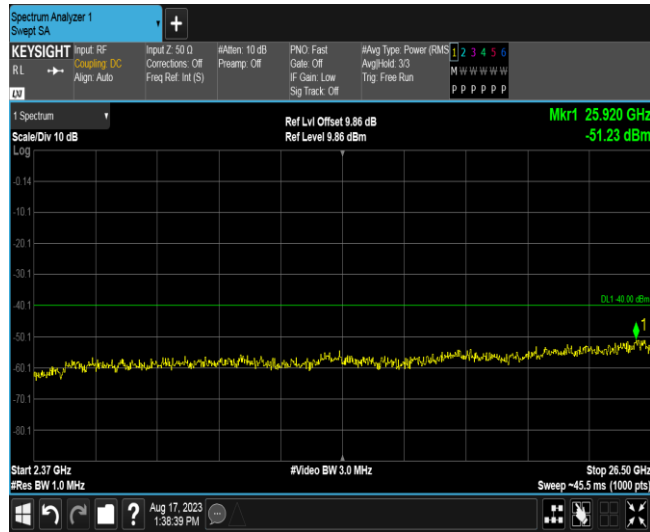 Spectrum Analyzer 1
Swept SA
KEYSIGHT
RL
LXI
Input: RF
Coupling: DC
Align: Auto
Input Z: 50 Ω
Corrections: Off
Freq Ref: Int (S)
#Atten: 10 dB
Preamp: Off
PNO: Fast
Gate: Off
IF Gain: Low
Sig Track: Off
#Avg Type: Power (RMS
Avg|Hold: 3/3
Trig: Free Run
1 2 3 4 5 6
M W W W W W
P P P P P P
1 Spectrum
Scale/Div 10 dB
Log
Ref Lvl Offset 9.86 dB
Ref Level 9.86 dBm
Mkr1 25.920 GHz
-51.23 dBm
-0.14
-10.1
-20.1
-30.1
-40.1
-50.1
-60.1
-70.1
-80.1
DL1 -40.00 dBm
1
Start 2.37 GHz
#Res BW 1.0 MHz
#Video BW 3.0 MHz
Stop 26.50 GHz
Sweep ~45.5 ms (1000 pts)
?
Aug 17, 2023
1:38:39 PM